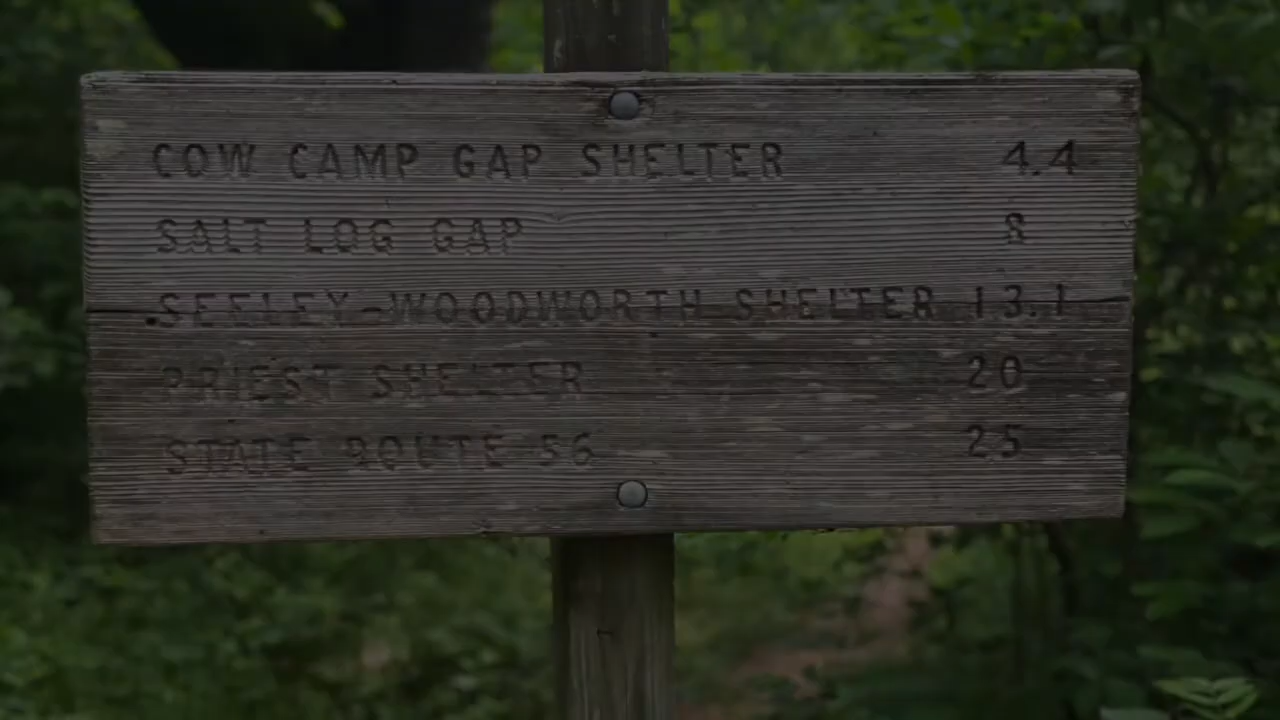 COW CAMP GAP SHELTER 4.4
SALT LOG GAP 8
SEELEY-WOODWORTH SHELTER 13.1
PRIEST SHELTER 20
STATE ROUTE 56 25